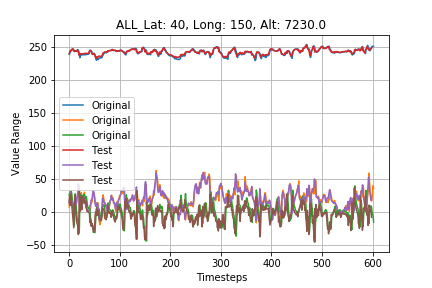 ALL_Lat: 40, Long: 150, Alt: 7230.0
Value Range
250
200
150
100
50
0
−50
Original
Original
Original
Test
Test
Test
0 100 200 300 400 500 600
Timesteps